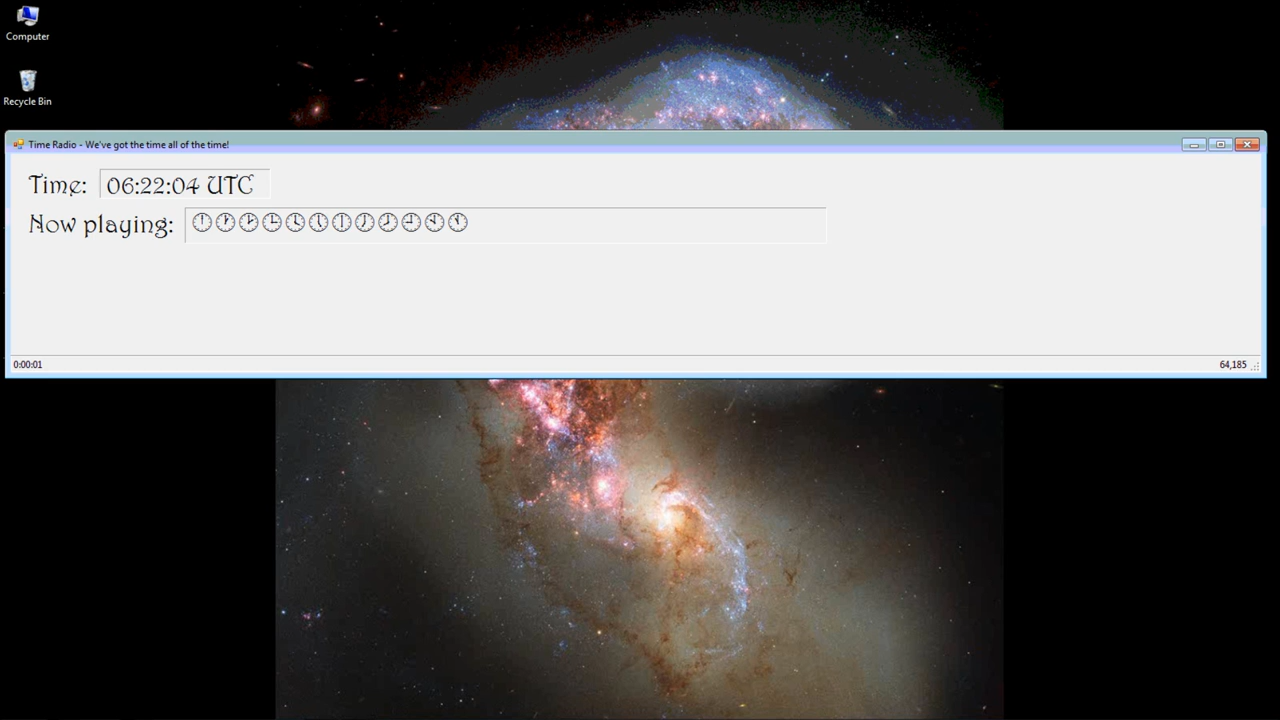 Computer
Recycle Bin
Time Radio - We've got the time all of the time!
Time: 06:22:04 UTC
Now playing: 🕛🕐🕑🕒🕓🕔🕕🕖🕗🕘🕙🕚
0:00:01 64,185